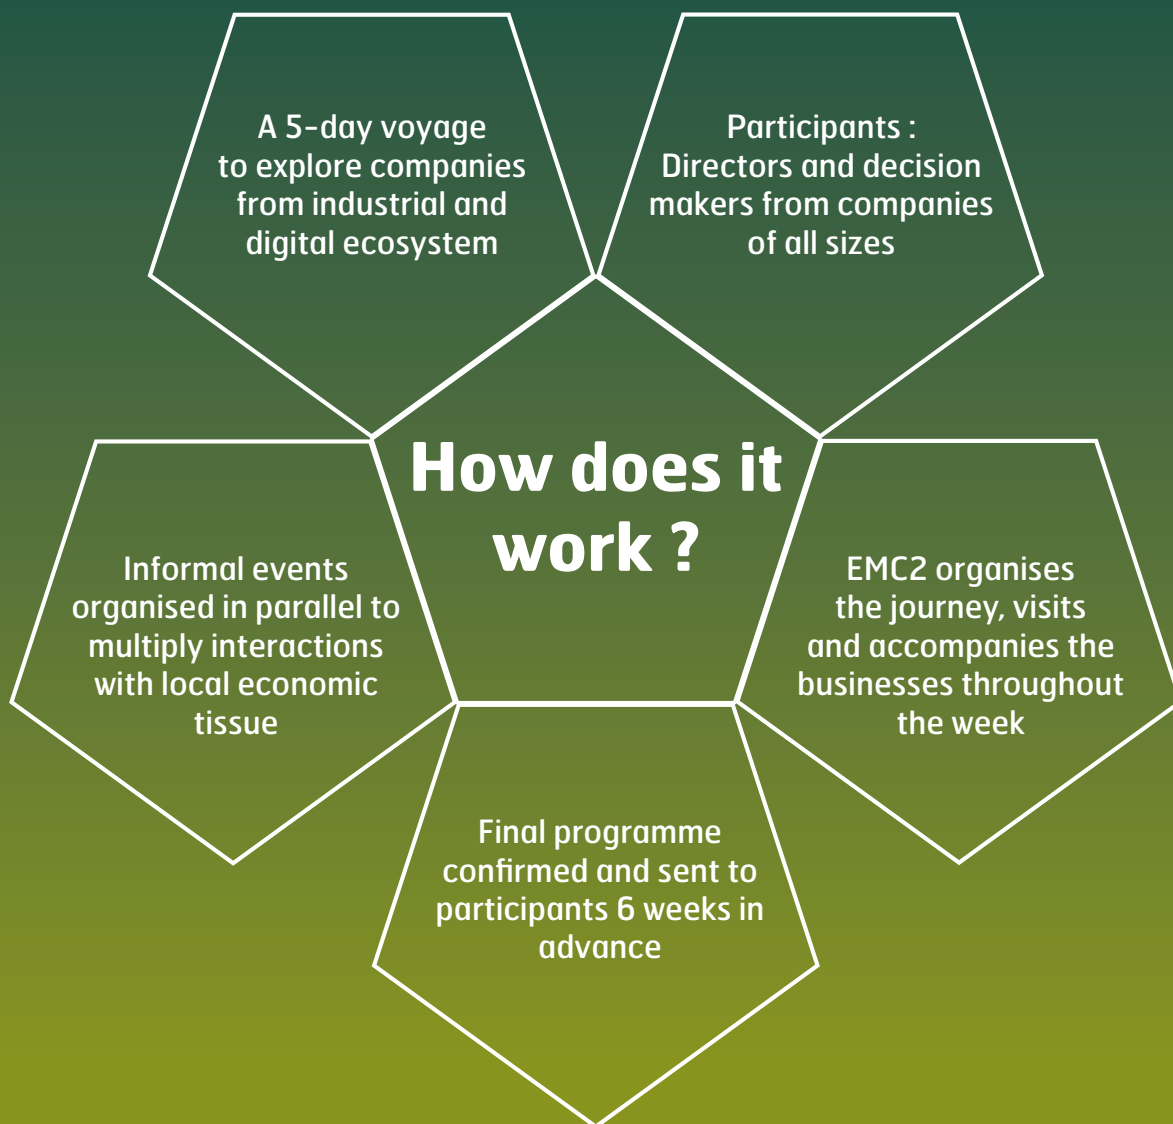 A 5-day voyage
to explore companies
from industrial and
digital ecosystem
Participants :
Directors and decision
makers from companies
of all sizes
How does it
work ?
Informal events
organised in parallel to
multiply interactions
with local economic
tissue
EMC2 organises
the journey, visits
and accompanies the
businesses throughout
the week
Final programme
confirmed and sent to
participants 6 weeks in
advance